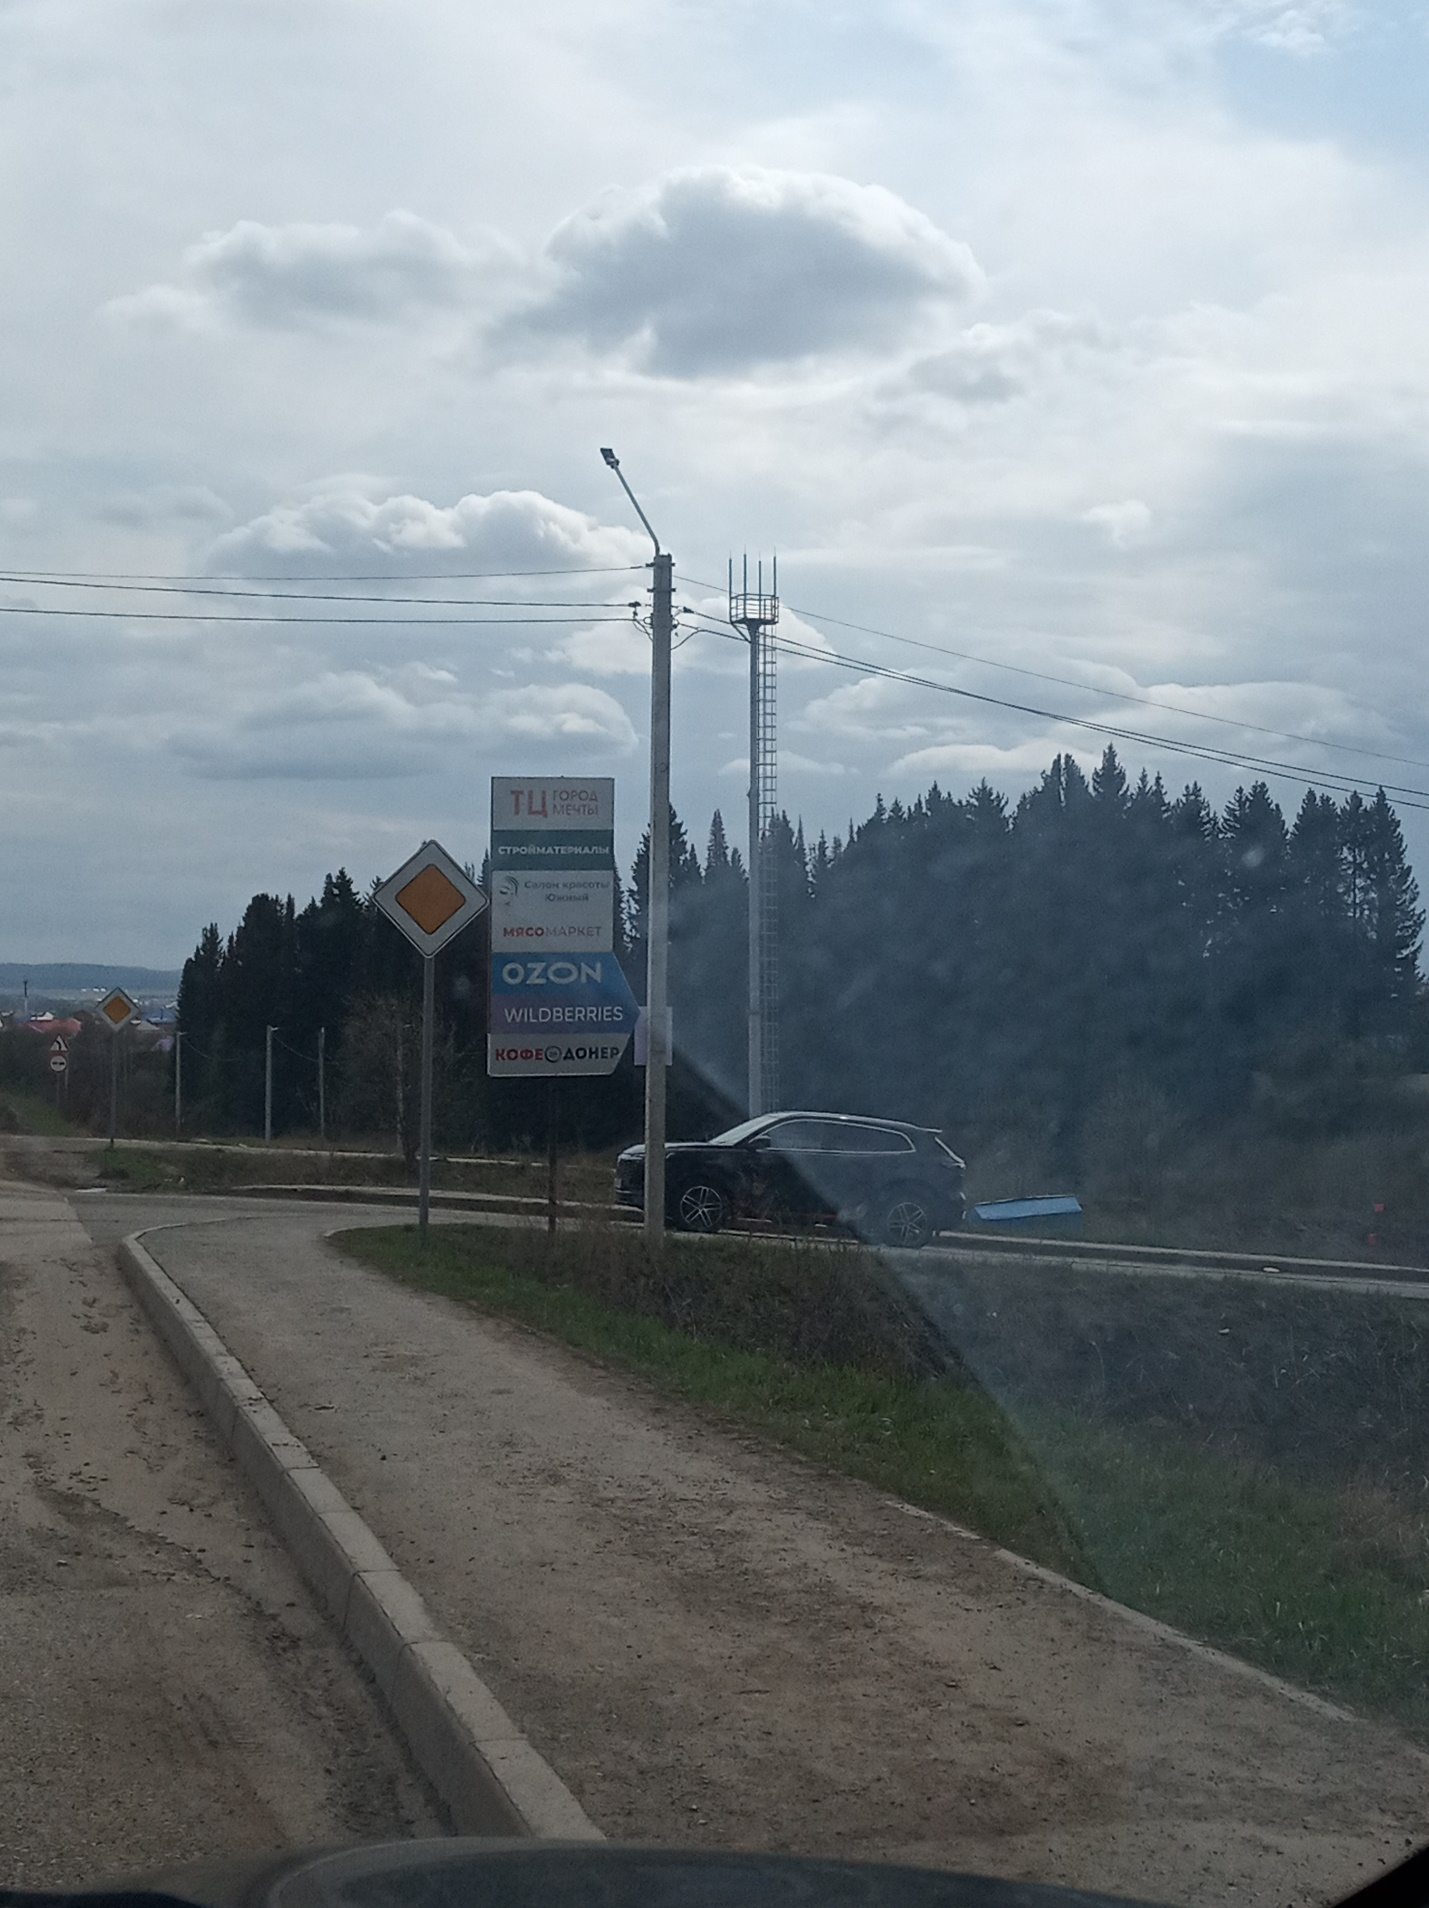 ТЦ ГОРОД
МЕЧТЫ
СТРОЙМАТЕРИАЛЫ
Салон красоты
Южный
МЯСОМАРКЕТ
OZON
WILDBERRIES
КОФЕ ДОНЕР